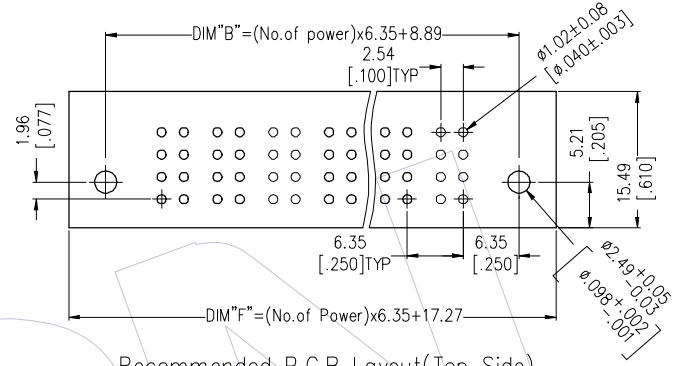 DIM"B"=(No.of power)x6.35+8.89
2.54
[.100]TYP
ø1.02±0.08
[ø.040±.003]
1.96
[.077]
5.21
[.205]
15.49
[.610]
6.35
[.250]TYP
6.35
[.250]
ø2.49+0.05
-0.03
[ø.098+.002
-.001]
DIM"F"=(No.of Power)x6.35+17.27
Recommended P.C.B Layout(Top Side)